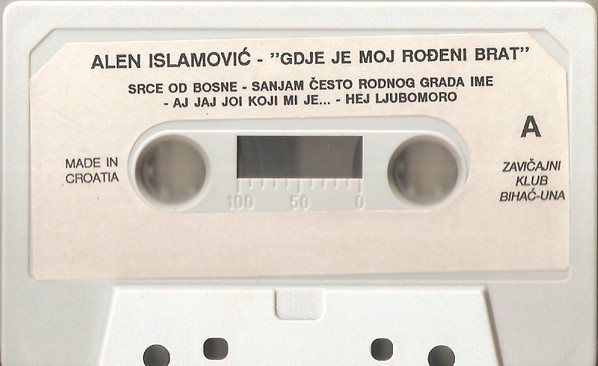 ALEN ISLAMOVIĆ - "GDJE JE MOJ ROĐENI BRAT"
SRCE OD BOSNE - SANJAM ČESTO RODNOG GRADA IME
- AJ JAJ JOI KOJI MI JE... - HEJ LJUBOMORO
A
MADE IN
CROATIA
ZAVIČAJNI
KLUB
BIHAĆ-UNA
100 50 0